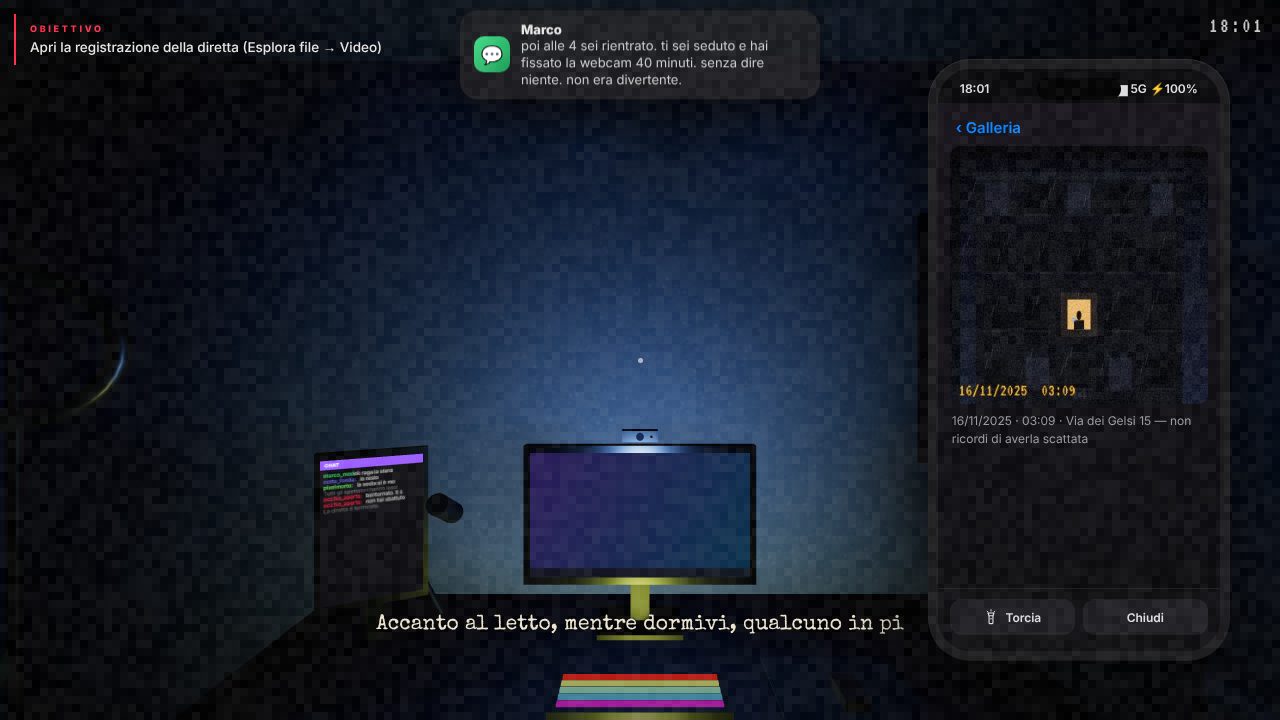 OBIETTIVO
Apri la registrazione della diretta (Esplora file → Video)
Marco
poi alle 4 sei rientrato. ti sei seduto e hai
fissato la webcam 40 minuti. senza dire
niente. non era divertente.
18:01
18:01
5G ⚡100%
‹ Galleria
16/11/2025 03:09
16/11/2025 · 03:09 · Via dei Gelsi 15 — non
ricordi di averla scattata
Torcia
Chiudi
CHAT
Accanto al letto, mentre dormivi, qualcuno in pi